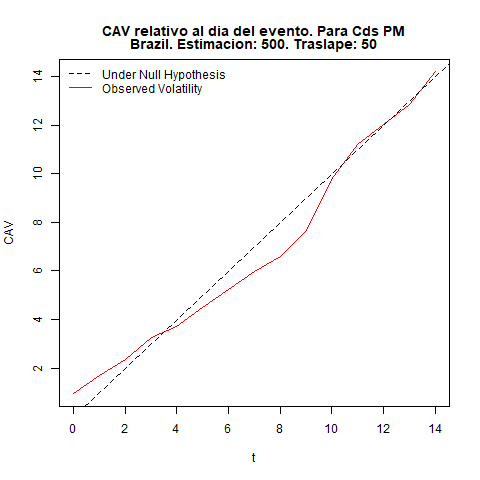 CAV relativo al dia del evento. Para Cds PM
Brazil. Estimacion: 500. Traslape: 50
Under Null Hypothesis
Observed Volatility
CAV
14
12
10
8
6
4
2
0 2 4 6 8 10 12 14
t